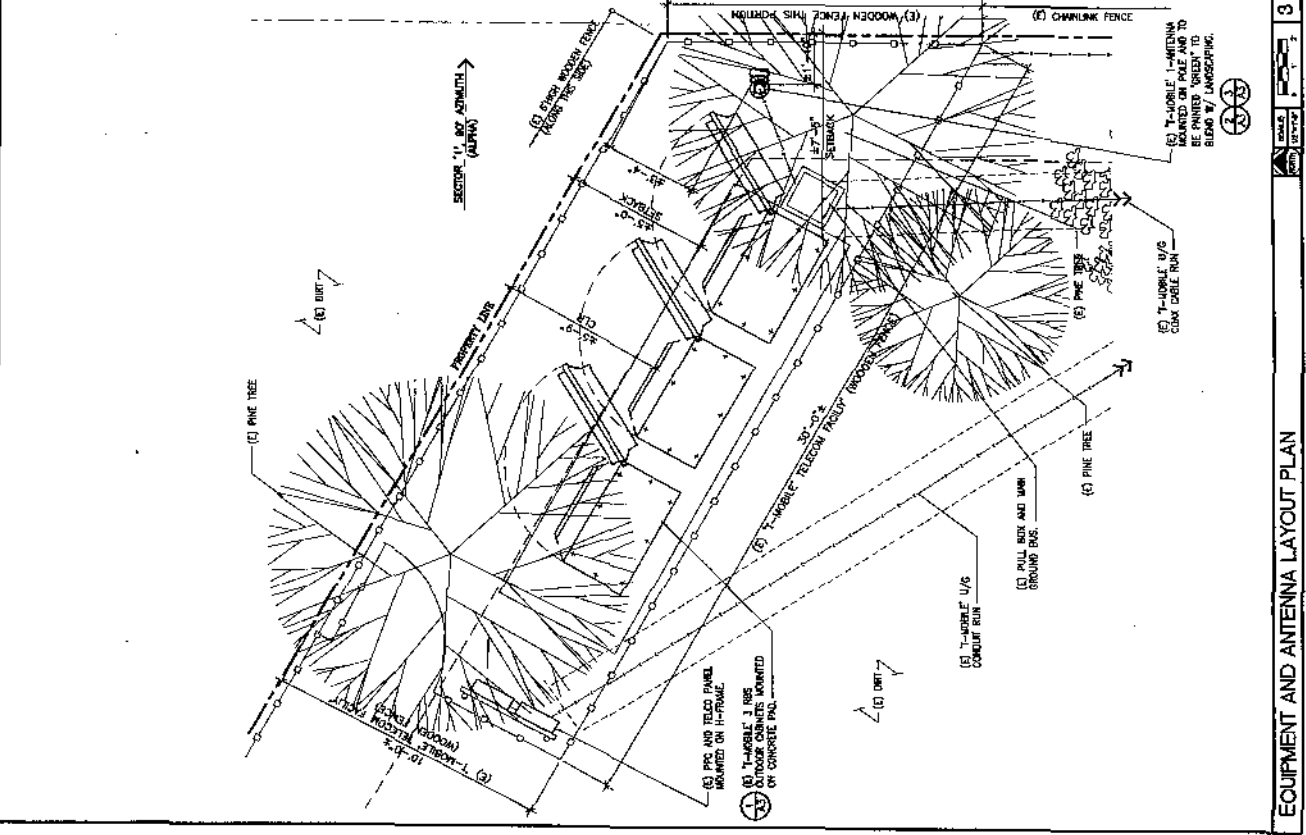 (E) WOODEN FENCE THIS PORTION
(E) CHAINLINK FENCE
SECTOR "1", 90° AZIMUTH
(ALPHA)
(E) 6'HIGH WOODEN FENCE
(ALONG THIS SIDE)
(E) DIRT
PROPERTY LINE
±3'-4"
±5'-0"
SETBACK
±5'-9"
CLR
±7'-6"
SETBACK
(E) PINE TREE
(E) 'T-MOBILE' 1-ANTENNA
MOUNTED ON POLE AND TO
BE PAINTED "GREEN" TO
BLEND W/ LANDSCAPING.
(E) PINE TREE
(E) 'T-MOBILE' U/G
COAX CABLE RUN
30'-0"±
(E) 'T-MOBILE' TELECOM FACILITY (WOODEN FENCE)
(E) PINE TREE
(E) PULL BOX AND MAIN
GROUND BUS.
(E) 'T-MOBILE' U/G
CONDUIT RUN
(E) DIRT
10'-0"±
(E) 'T-MOBILE' TELECOM FACILITY
(WOODEN FENCE)
(E) PPC AND TELCO PANEL
MOUNTED ON H-FRAME.
(E) 'T-MOBILE' 3 RBS
OUTDOOR CABINETS MOUNTED
ON CONCRETE PAD.
EQUIPMENT AND ANTENNA LAYOUT PLAN
NORTH
3